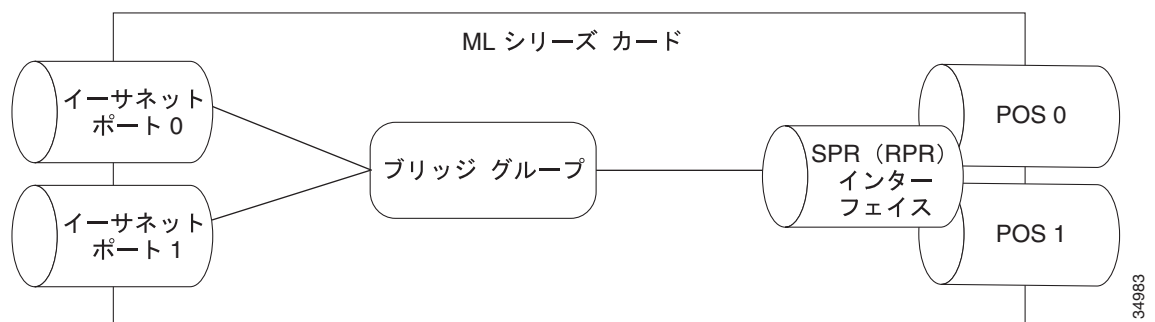 ML シリーズ カード
イーサネット
ポート 0
イーサネット
ポート 1
ブリッジ グループ
SPR（RPR）
インター
フェイス
POS 0
POS 1
34983